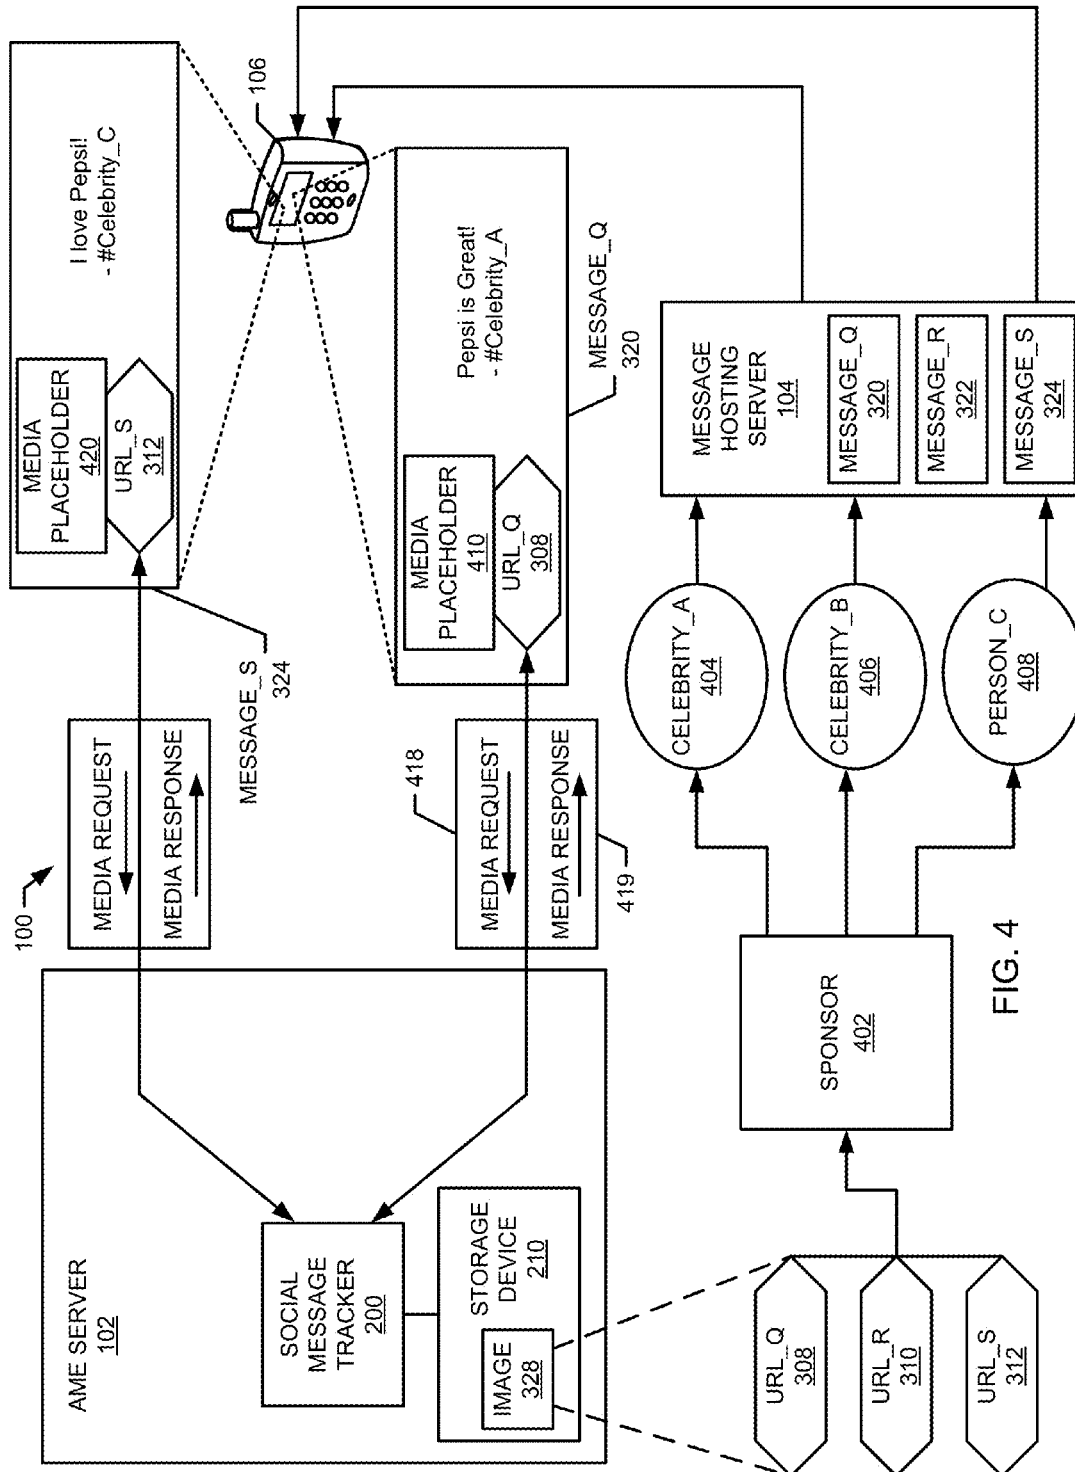 100
AME SERVER
102
SOCIAL
MESSAGE
TRACKER
200
STORAGE
DEVICE
210
IMAGE
328
MEDIA REQUEST
MEDIA RESPONSE
MESSAGE_S
324
MEDIA
PLACEHOLDER
420
URL_S
312
I love Pepsi!
- #Celebrity_C
106
418
MEDIA REQUEST
MEDIA RESPONSE
419
MEDIA
PLACEHOLDER
410
URL_Q
308
Pepsi is Great!
- #Celebrity_A
MESSAGE_Q
320
URL_Q
308
URL_R
310
URL_S
312
SPONSOR
402
CELEBRITY_A
404
CELEBRITY_B
406
PERSON_C
408
MESSAGE
HOSTING
SERVER
104
MESSAGE_Q
320
MESSAGE_R
322
MESSAGE_S
324
FIG. 4